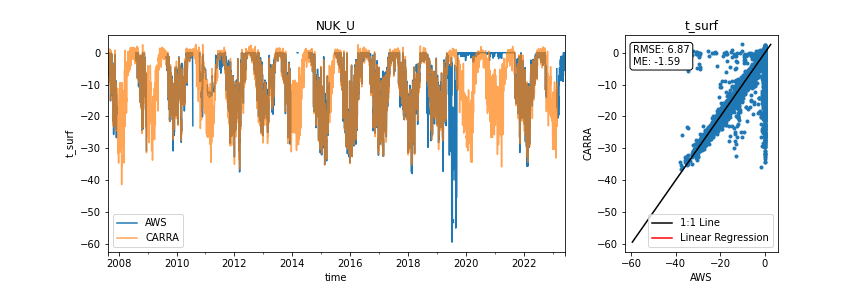 NUK_U
t_surf
0
−10
−20
−30
−40
−50
−60
2008
2010
2012
2014
2016
2018
2020
2022
time
t_surf
AWS
CARRA
t_surf
RMSE: 6.87
ME: -1.59
0
−10
−20
−30
−40
−50
−60
−60
−40
−20
0
AWS
CARRA
1:1 Line
Linear Regression